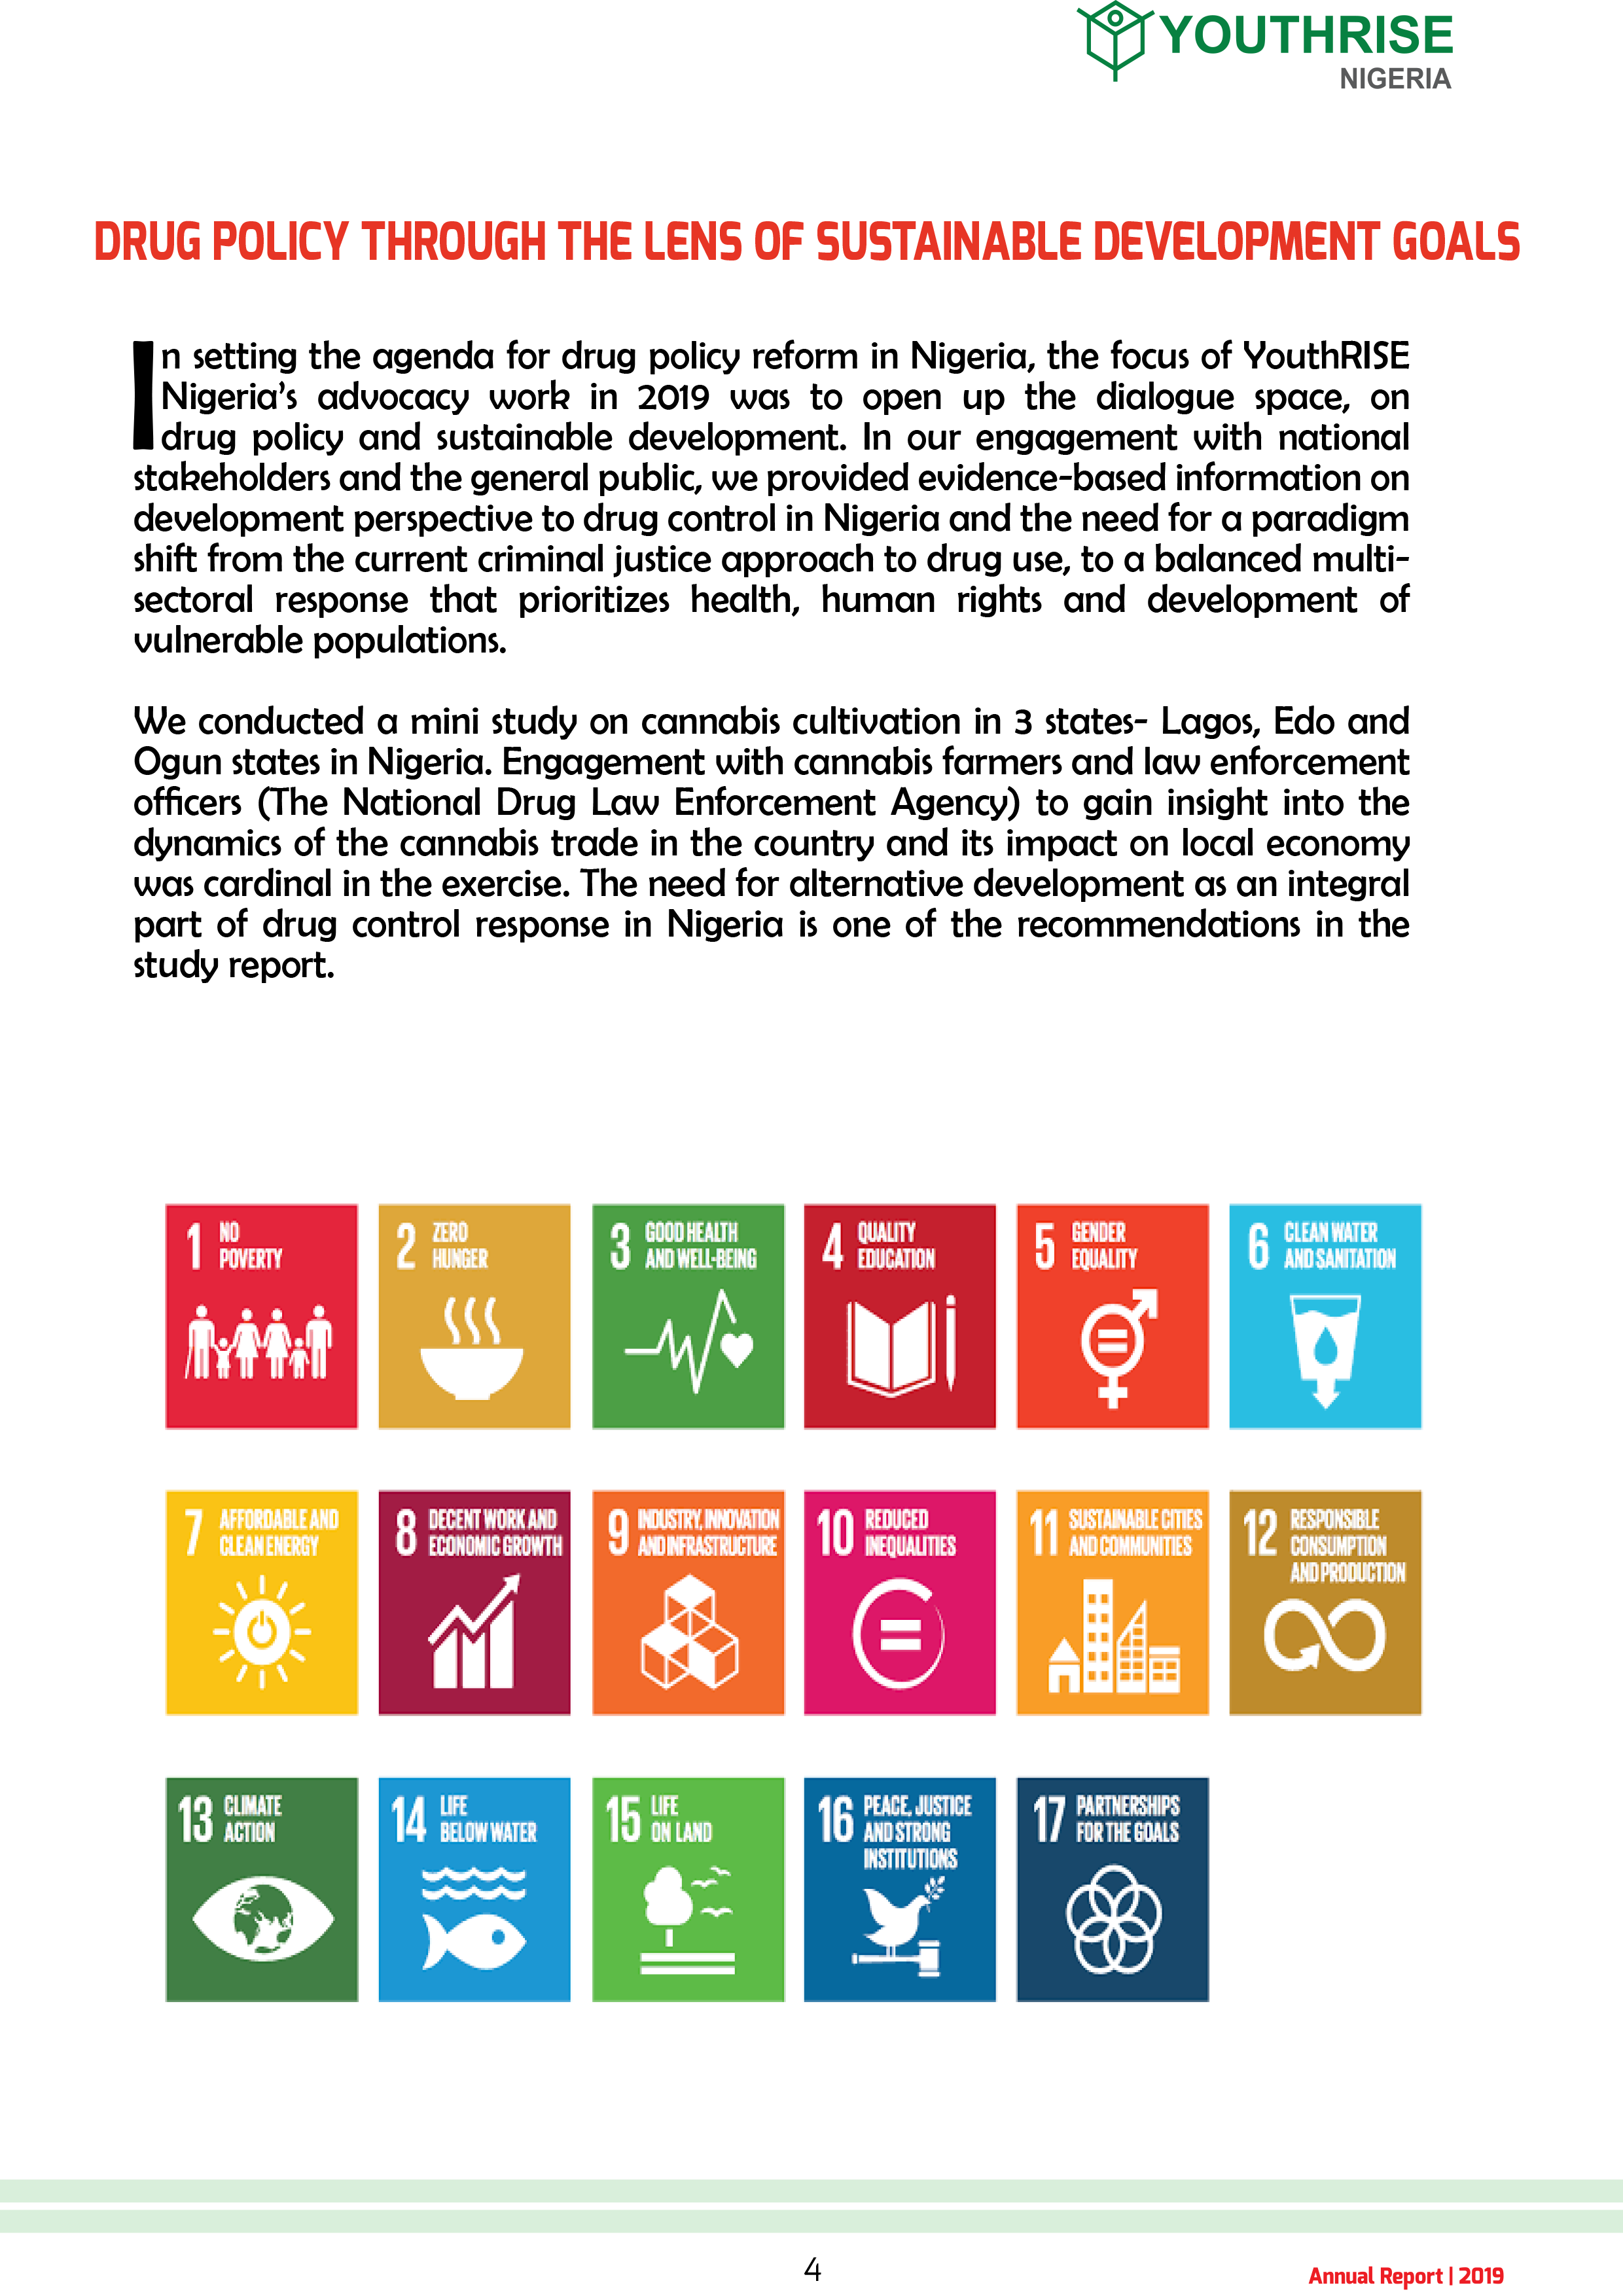 YOUTHRISE
NIGERIA
DRUG POLICY THROUGH THE LENS OF SUSTAINABLE DEVELOPMENT GOALS
In setting the agenda for drug policy reform in Nigeria, the focus of YouthRISE
Nigeria's advocacy work in 2019 was to open up the dialogue space, on
drug policy and sustainable development. In our engagement with national
stakeholders and the general public, we provided evidence-based information on
development perspective to drug control in Nigeria and the need for a paradigm
shift from the current criminal justice approach to drug use, to a balanced multi-
sectoral response that prioritizes health, human rights and development of
vulnerable populations.
We conducted a mini study on cannabis cultivation in 3 states- Lagos, Edo and
Ogun states in Nigeria. Engagement with cannabis farmers and law enforcement
officers (The National Drug Law Enforcement Agency) to gain insight into the
dynamics of the cannabis trade in the country and its impact on local economy
was cardinal in the exercise. The need for alternative development as an integral
part of drug control response in Nigeria is one of the recommendations in the
study report.
1 NO
POVERTY
2 ZERO
HUNGER
3 GOOD HEALTH
AND WELL-BEING
4 QUALITY
EDUCATION
5 GENDER
EQUALITY
6 CLEAN WATER
AND SANITATION
7 AFFORDABLE AND
CLEAN ENERGY
8 DECENT WORK AND
ECONOMIC GROWTH
9 INDUSTRY, INNOVATION
AND INFRASTRUCTURE
10 REDUCED
INEQUALITIES
11 SUSTAINABLE CITIES
AND COMMUNITIES
12 RESPONSIBLE
CONSUMPTION
AND PRODUCTION
13 CLIMATE
ACTION
14 LIFE
BELOW WATER
15 LIFE
ON LAND
16 PEACE, JUSTICE
AND STRONG
INSTITUTIONS
17 PARTNERSHIPS
FOR THE GOALS
4
Annual Report | 2019